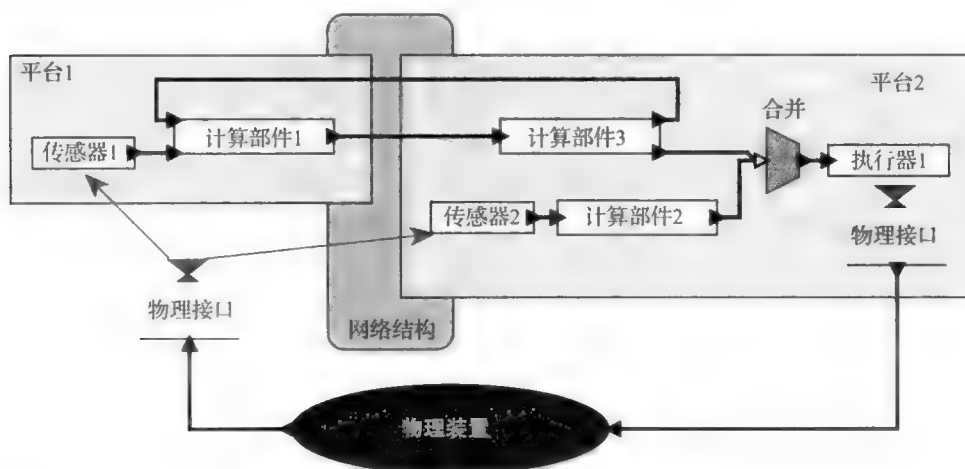 平台1
平台2
合并
传感器1
计算部件1
计算部件3
执行器1
传感器2
计算部件2
物理接口
物理接口
网络结构
物理装置